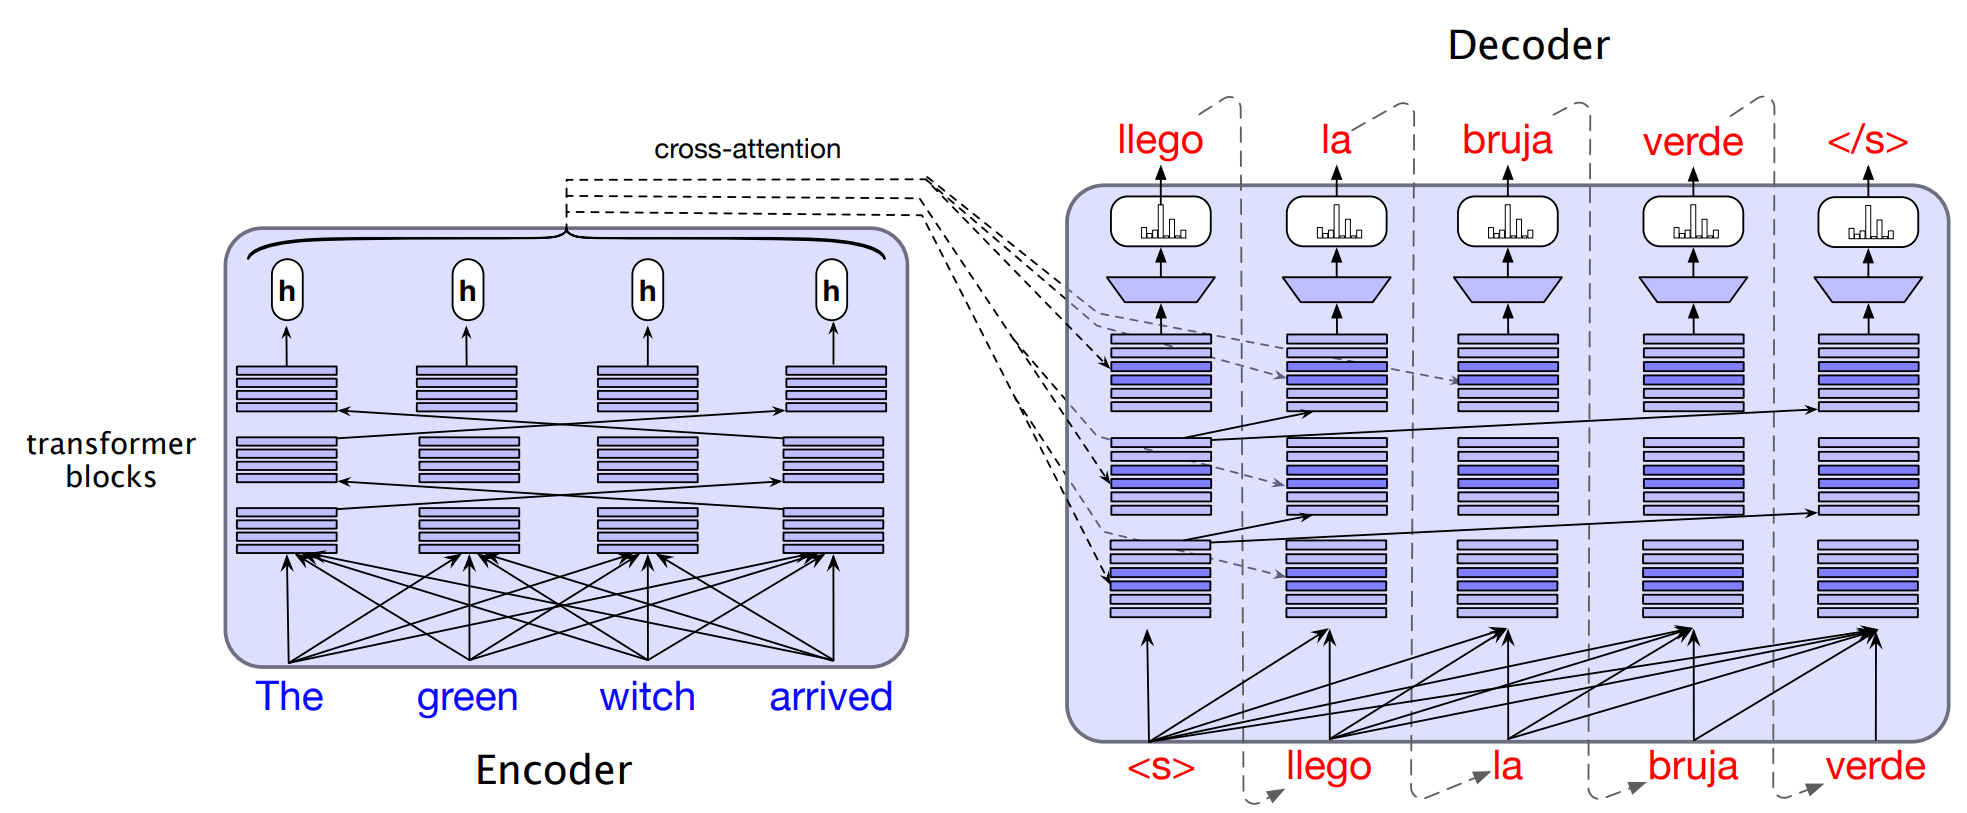 Decoder
llego la bruja verde </s>
cross-attention
h h h h
transformer
blocks
The green witch arrived
Encoder
<s> llego la bruja verde